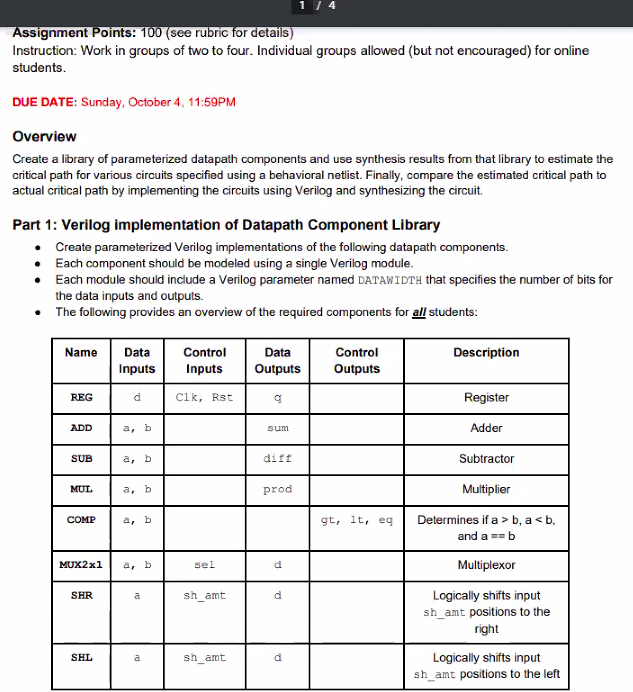 1 / 4
Assignment Points: 100 (see rubric for details)
Instruction: Work in groups of two to four. Individual groups allowed (but not encouraged) for online
students.
DUE DATE: Sunday, October 4, 11:59PM
Overview
Create a library of parameterized datapath components and use synthesis results from that library to estimate the
critical path for various circuits specified using a behavioral netlist. Finally, compare the estimated critical path to
actual critical path by implementing the circuits using Verilog and synthesizing the circuit.
Part 1: Verilog implementation of Datapath Component Library
• Create parameterized Verilog implementations of the following datapath components.
• Each component should be modeled using a single Verilog module.
• Each module should include a Verilog parameter named DATAWIDTH that specifies the number of bits for
the data inputs and outputs.
• The following provides an overview of the required components for all students:
Name Data Control Data Control Description
Inputs Inputs Outputs Outputs
REG d Clk, Rst q Register
ADD a, b sum Adder
SUB a, b diff Subtractor
MUL a, b prod Multiplier
COMP a, b gt, lt, eq Determines if a > b, a < b,
and a == b
MUX2x1 a, b sel d Multiplexor
SHR a sh_amt d Logically shifts input
sh_amt positions to the
right
SHL a sh_amt d Logically shifts input
sh_amt positions to the left